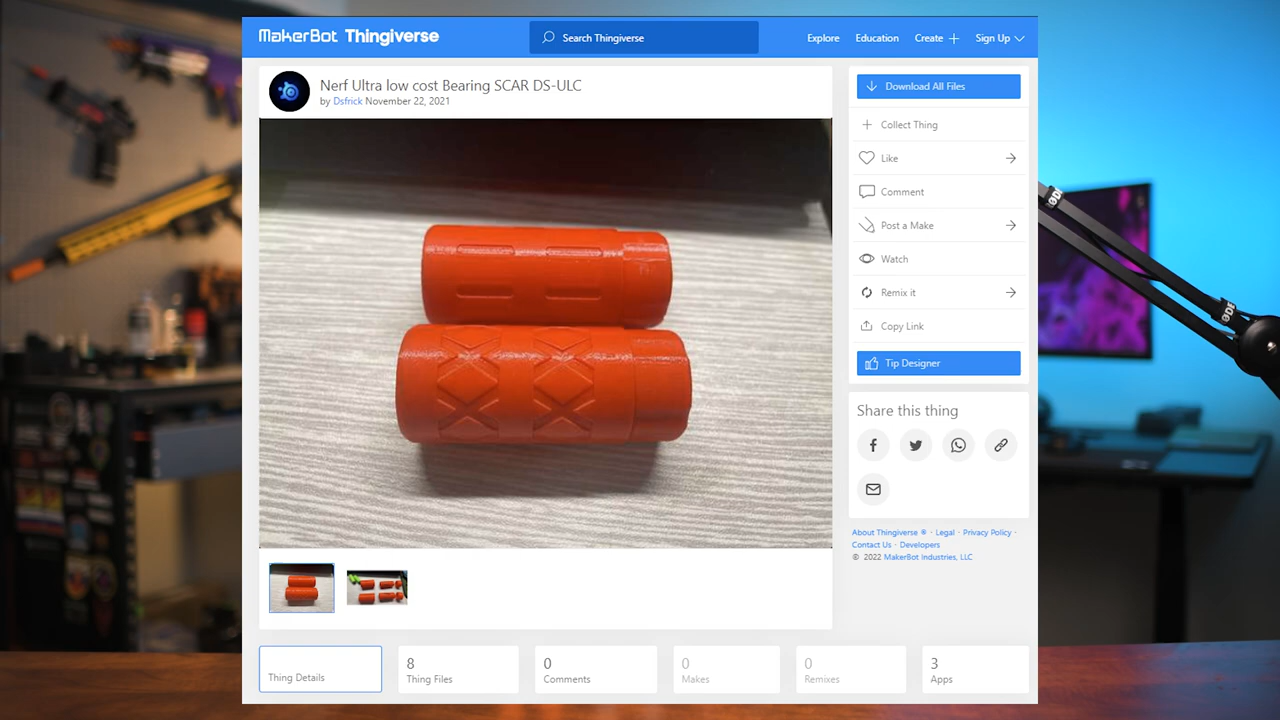 MakerBot Thingiverse
Search Thingiverse
Explore
Education
Create
Sign Up
Nerf Ultra low cost Bearing SCAR DS-ULC
by Dsfrick November 22, 2021
Download All Files
Collect Thing
Like
Comment
Post a Make
Watch
Remix it
Copy Link
Tip Designer
Share this thing
About Thingiverse ® · Legal · Privacy Policy ·
Contact Us · Developers
© 2022 MakerBot Industries, LLC
Thing Details
8
Thing Files
0
Comments
0
Makes
0
Remixes
3
Apps